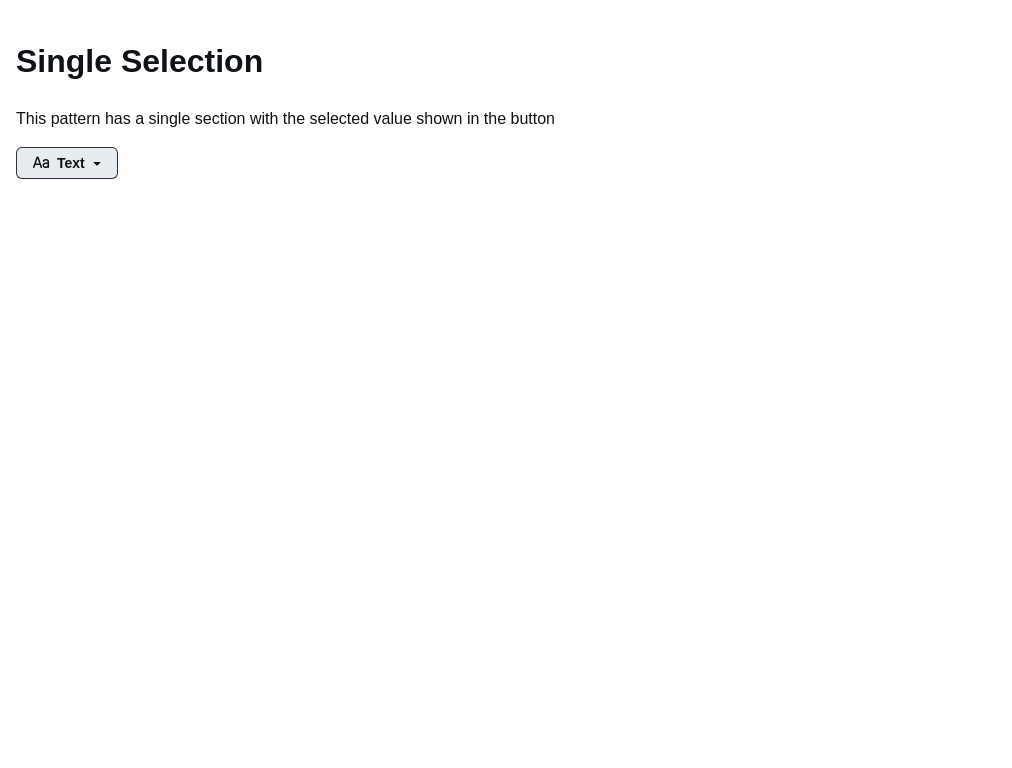 Single Selection
This pattern has a single section with the selected value shown in the button
Aa Text